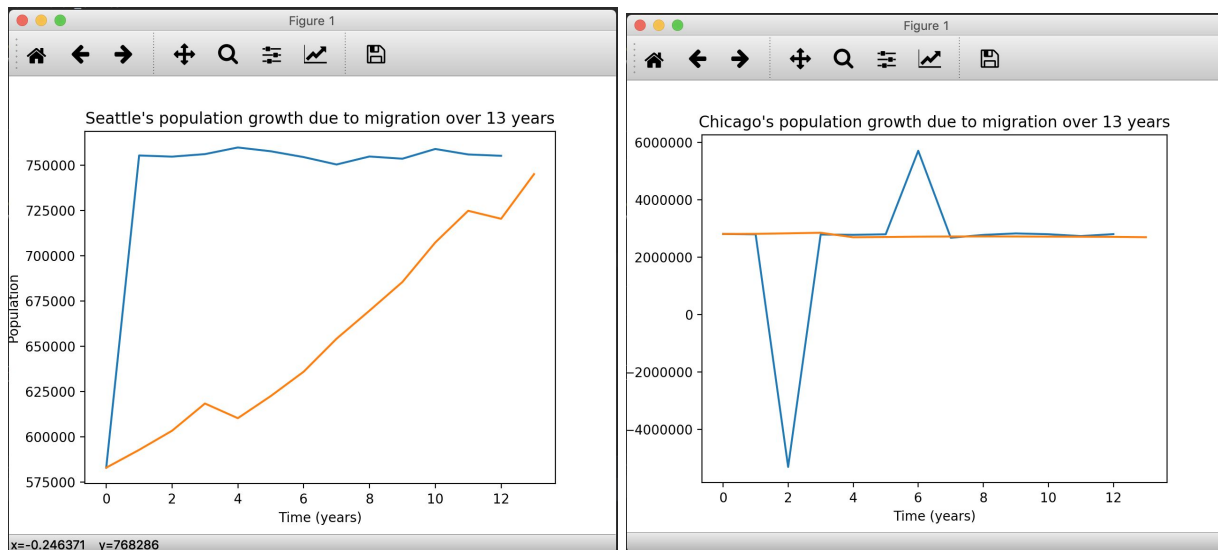 Figure 1
Seattle's population growth due to migration over 13 years
750000
725000
700000
675000
650000
625000
600000
575000
Population
0 2 4 6 8 10 12
Time (years)
x=-0.246371 y=768286
Figure 1
Chicago's population growth due to migration over 13 years
6000000
4000000
2000000
0
−2000000
−4000000
0 2 4 6 8 10 12
Time (years)